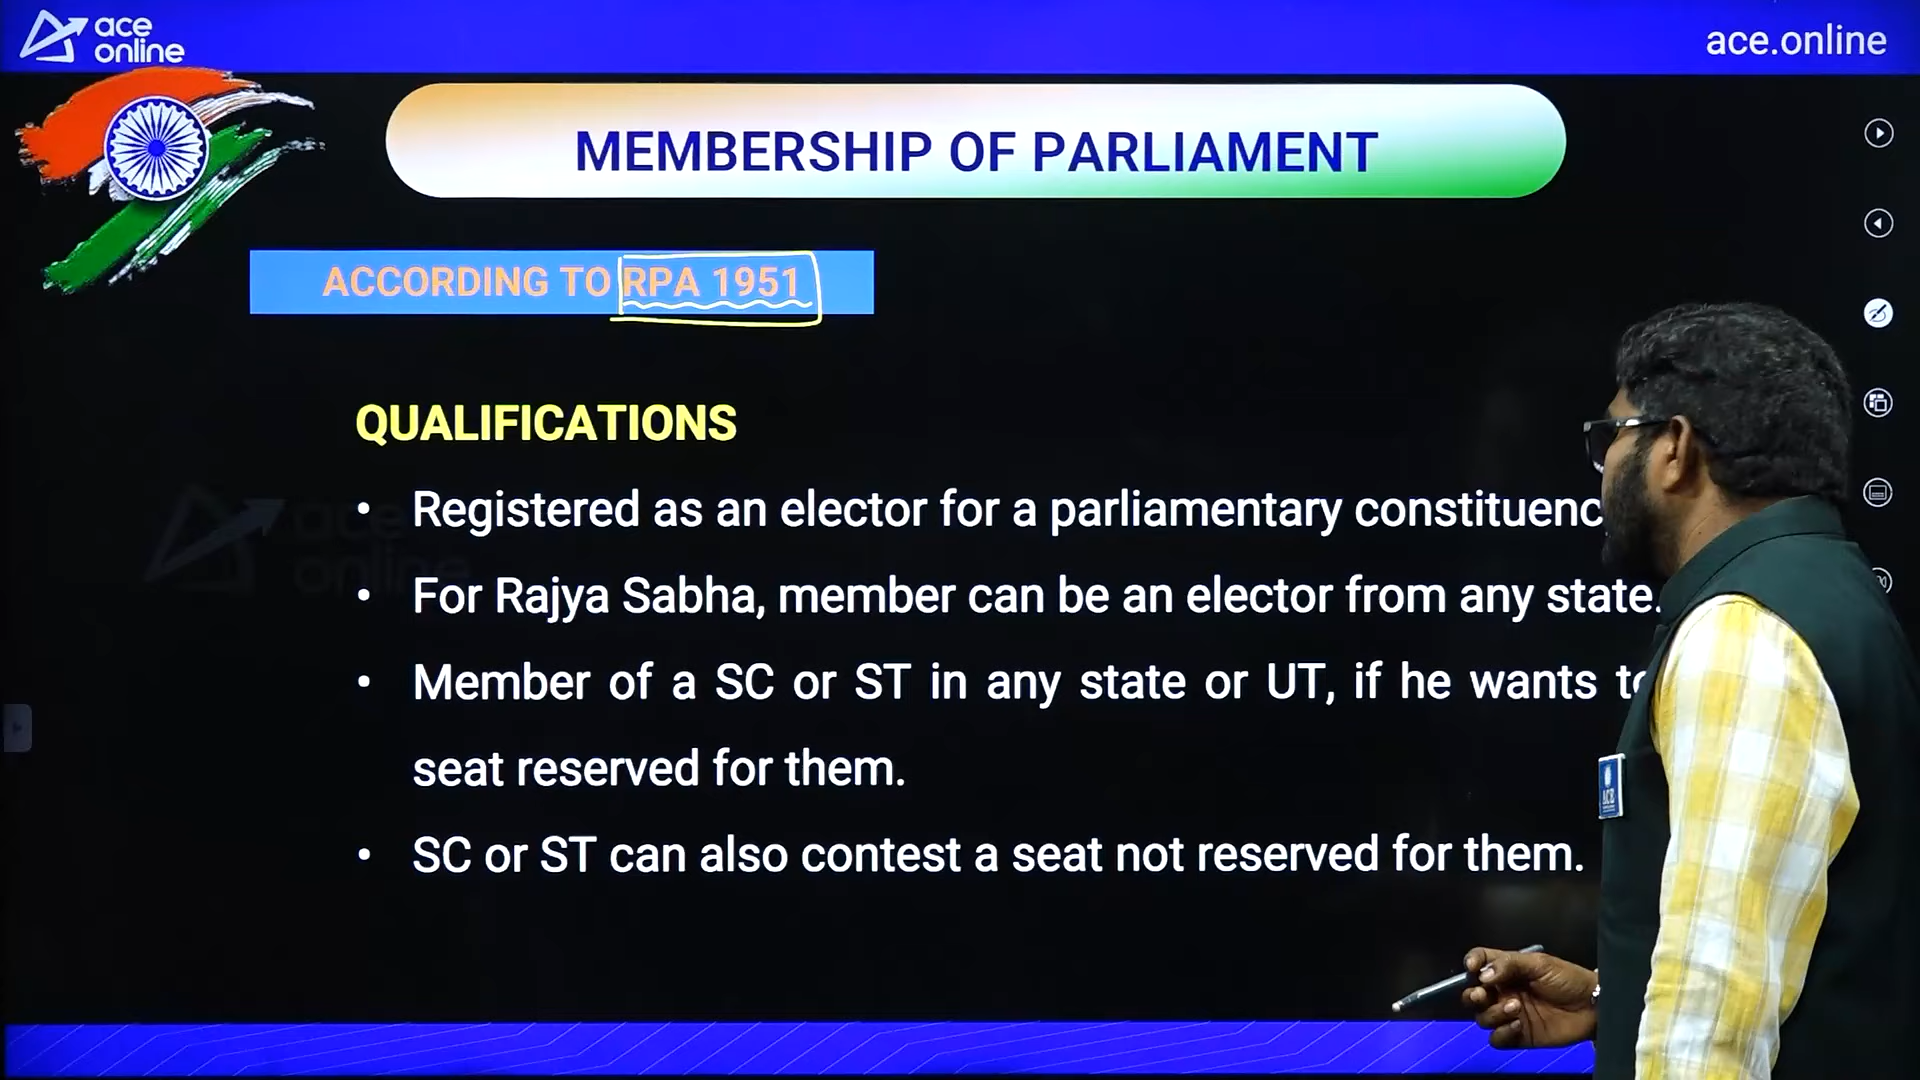 ace
online
ace.online
MEMBERSHIP OF PARLIAMENT
ACCORDING TO RPA 1951
QUALIFICATIONS
• Registered as an elector for a parliamentary
• For Rajya Sabha, member can be an elector from any state.
• Member of a SC or ST in any state or UT, if he wants
seat reserved for them.
• SC or ST can also contest a seat not reserved for them.
ace
online
ACE